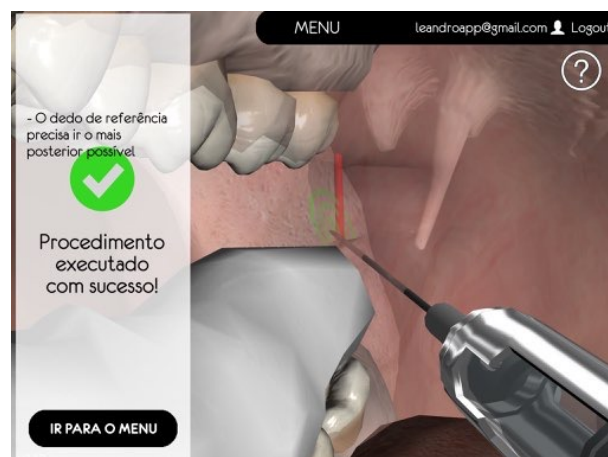 MENU
leandroapp@gmail.com Logout
?
- O dedo de referência
precisa ir o mais
posterior possível
Procedimento
executado
com sucesso!
IR PARA O MENU